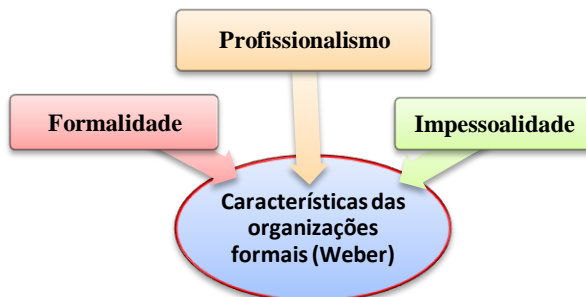 Profissionalismo
Formalidade
Impessoalidade
Características das
organizações
formais (Weber)